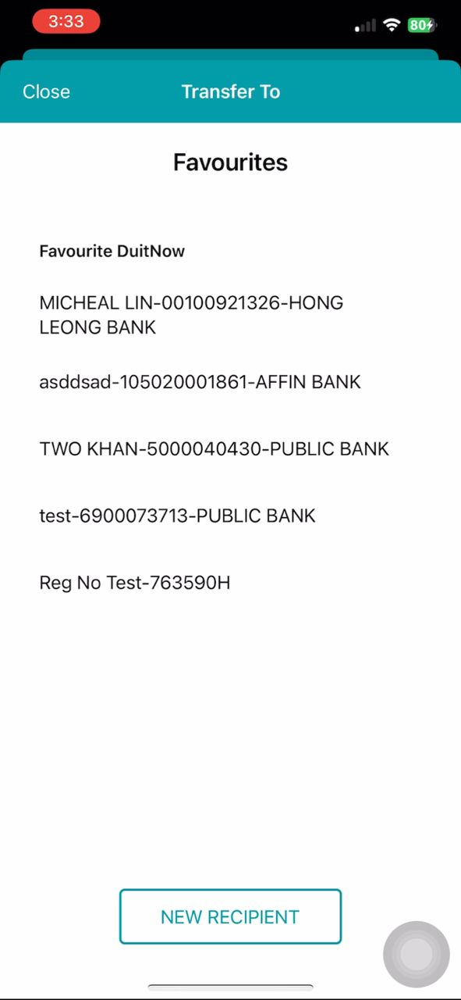 3:33
80
Close
Transfer To
Favourites
Favourite DuitNow
MICHEAL LIN-00100921326-HONG
LEONG BANK
asddsad-105020001861-AFFIN BANK
TWO KHAN-5000040430-PUBLIC BANK
test-6900073713-PUBLIC BANK
Reg No Test-763590H
NEW RECIPIENT